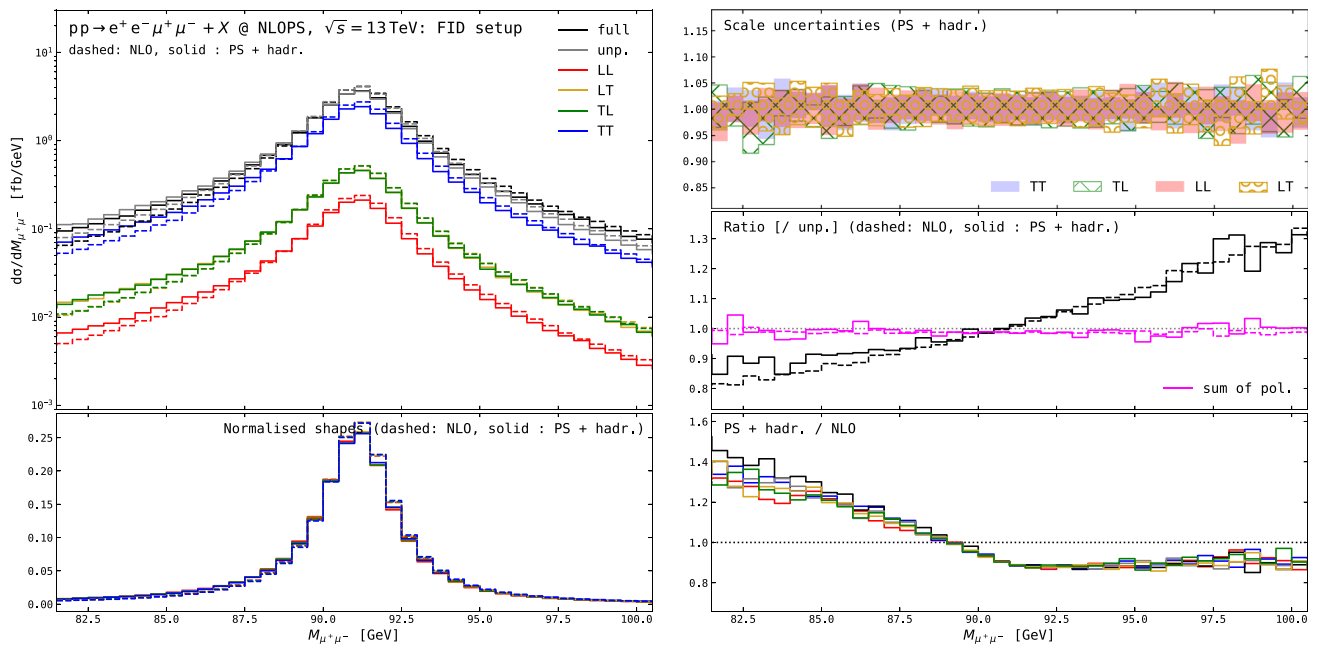 pp→e⁺e⁻μ⁺μ⁻ + X @ NLOPS, √s = 13 TeV: FID setup
dashed: NLO, solid : PS + hadr.
full
unp.
LL
LT
TL
TT
dσ/dM_{μ⁺μ⁻} [fb/GeV]
10¹
10⁰
10⁻¹
10⁻²
10⁻³
Normalised shapes (dashed: NLO, solid : PS + hadr.)
0.25
0.20
0.15
0.10
0.05
0.00
82.5 85.0 87.5 90.0 92.5 95.0 97.5 100.0
M_{μ⁺μ⁻} [GeV]
Scale uncertainties (PS + hadr.)
1.15
1.10
1.05
1.00
0.95
0.90
0.85
TT TL LL LT
Ratio [/ unp.] (dashed: NLO, solid : PS + hadr.)
1.3
1.2
1.1
1.0
0.9
0.8
sum of pol.
PS + hadr. / NLO
1.6
1.4
1.2
1.0
0.8
82.5 85.0 87.5 90.0 92.5 95.0 97.5 100.0
M_{μ⁺μ⁻} [GeV]